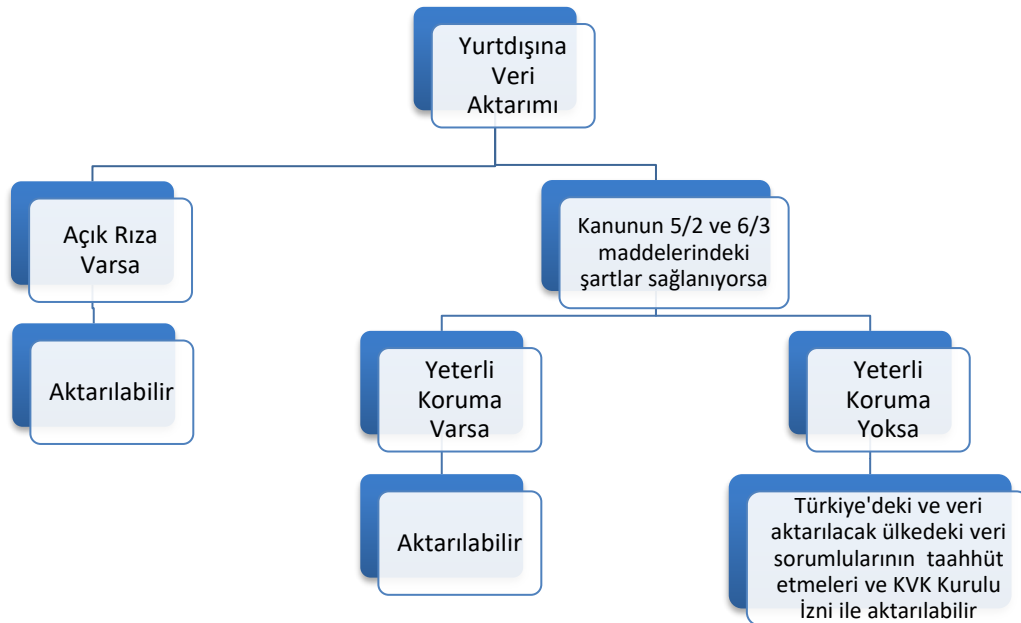 Yurtdışına
Veri
Aktarımı
Açık Rıza
Varsa
Aktarılabilir
Kanunun 5/2 ve 6/3
maddelerindeki
şartlar sağlanıyorsa
Yeterli
Koruma
Varsa
Aktarılabilir
Yeterli
Koruma
Yoksa
Türkiye'deki ve veri
aktarılacak ülkedeki veri
sorumlularının taahhüt
etmeleri ve KVK Kurulu
İzni ile aktarılabilir